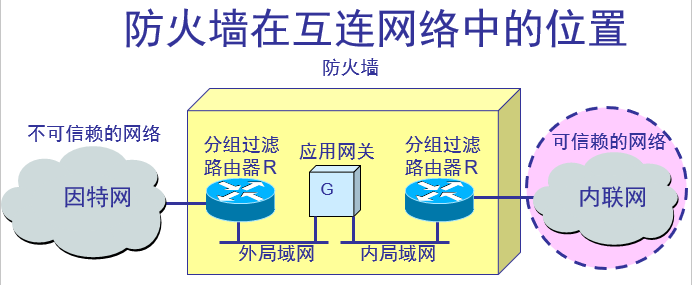 防火墙在互连网络中的位置
防火墙
不可信赖的网络
分组过滤
路由器R
应用网关
分组过滤
路由器R
可信赖的网络
因特网
G
内联网
外局域网
内局域网